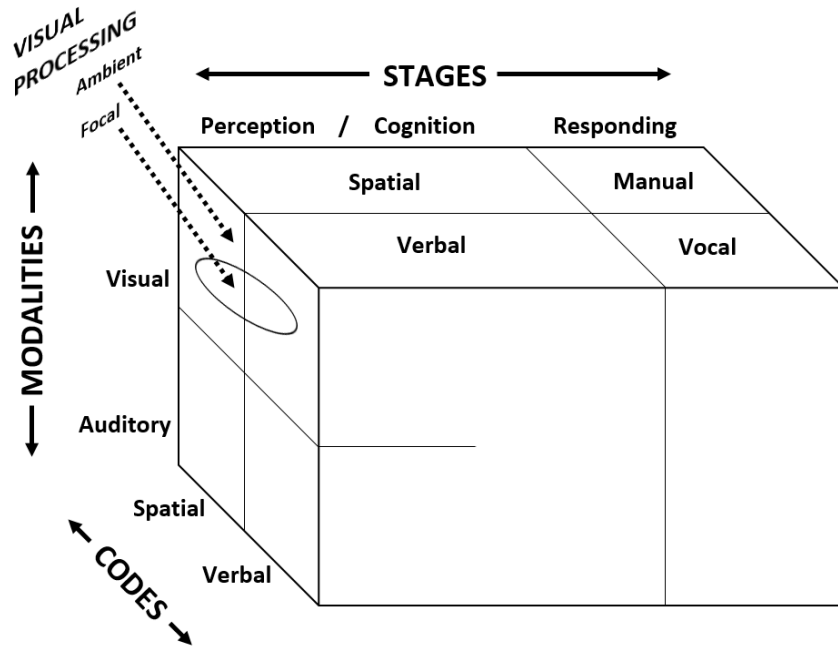 VISUAL
PROCESSING
Ambient
Focal
STAGES
Perception / Cognition Responding
Spatial Manual
Verbal Vocal
MODALITIES
Visual
Auditory
Spatial
Verbal
CODES